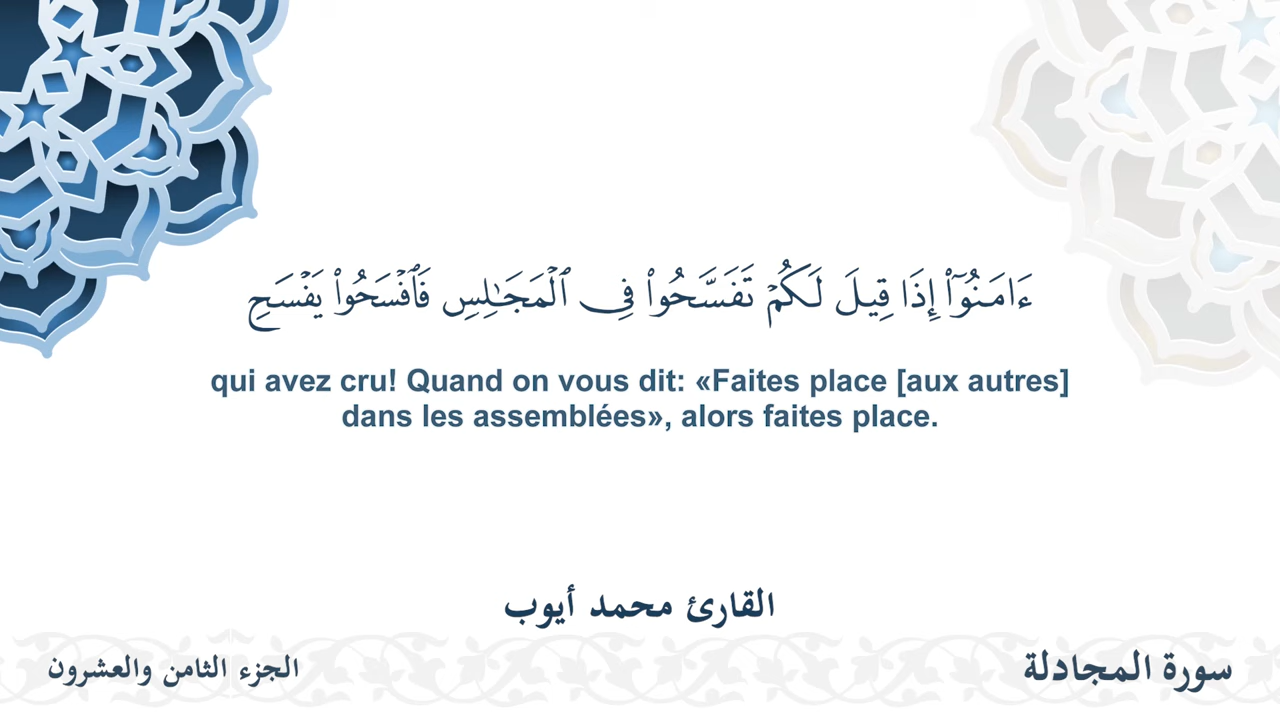 ءَامَنُوٓا۟ إِذَا قِيلَ لَكُمْ تَفَسَّحُوا۟ فِى ٱلْمَجَـٰلِسِ فَٱفْسَحُوا۟ يَفْسَحِ
qui avez cru! Quand on vous dit: «Faites place [aux autres]
dans les assemblées», alors faites place.
القارئ محمد أيوب
سورة المجادلة
الجزء الثامن والعشرون